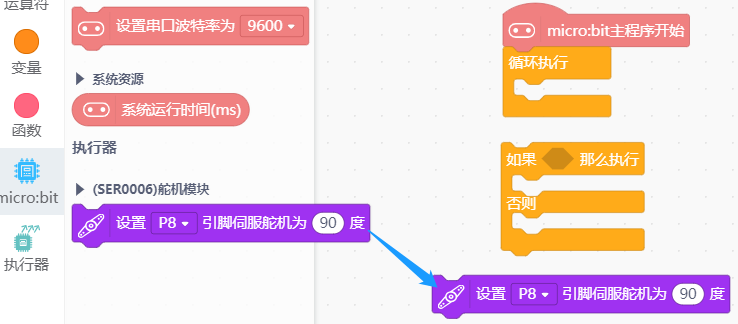 运算符
变量
函数
micro:bit
执行器
设置串口波特率为 9600
系统资源
系统运行时间(ms)
执行器
(SER0006)舵机模块
设置 P8 引脚伺服舵机为 90 度
micro:bit主程序开始
循环执行
如果 那么执行
否则
设置 P8 引脚伺服舵机为 90 度